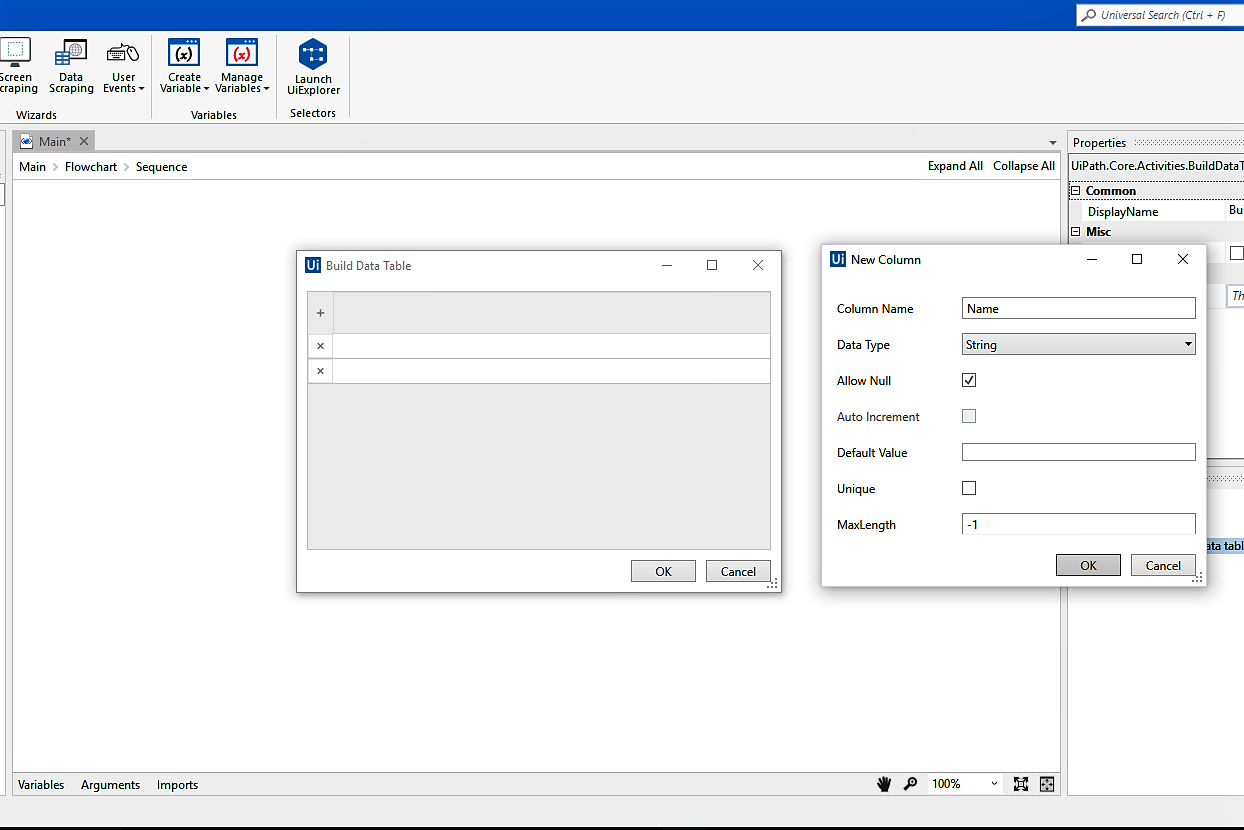 Universal Search (Ctrl + F)
Screen
Scraping
Data
Scraping
User
Events
Create
Variable
Manage
Variables
Launch
UiExplorer
Wizards
Variables
Selectors
Main*
Properties
Main > Flowchart > Sequence
Expand All Collapse All
UiPath.Core.Activities.BuildDataT
Common
DisplayName Bu
Misc
Th
Ui Build Data Table
+
×
×
OK Cancel
Ui New Column
Column Name Name
Data Type String
Allow Null
Auto Increment
Default Value
Unique
MaxLength -1
OK Cancel
ata tabl
Variables Arguments Imports
100%